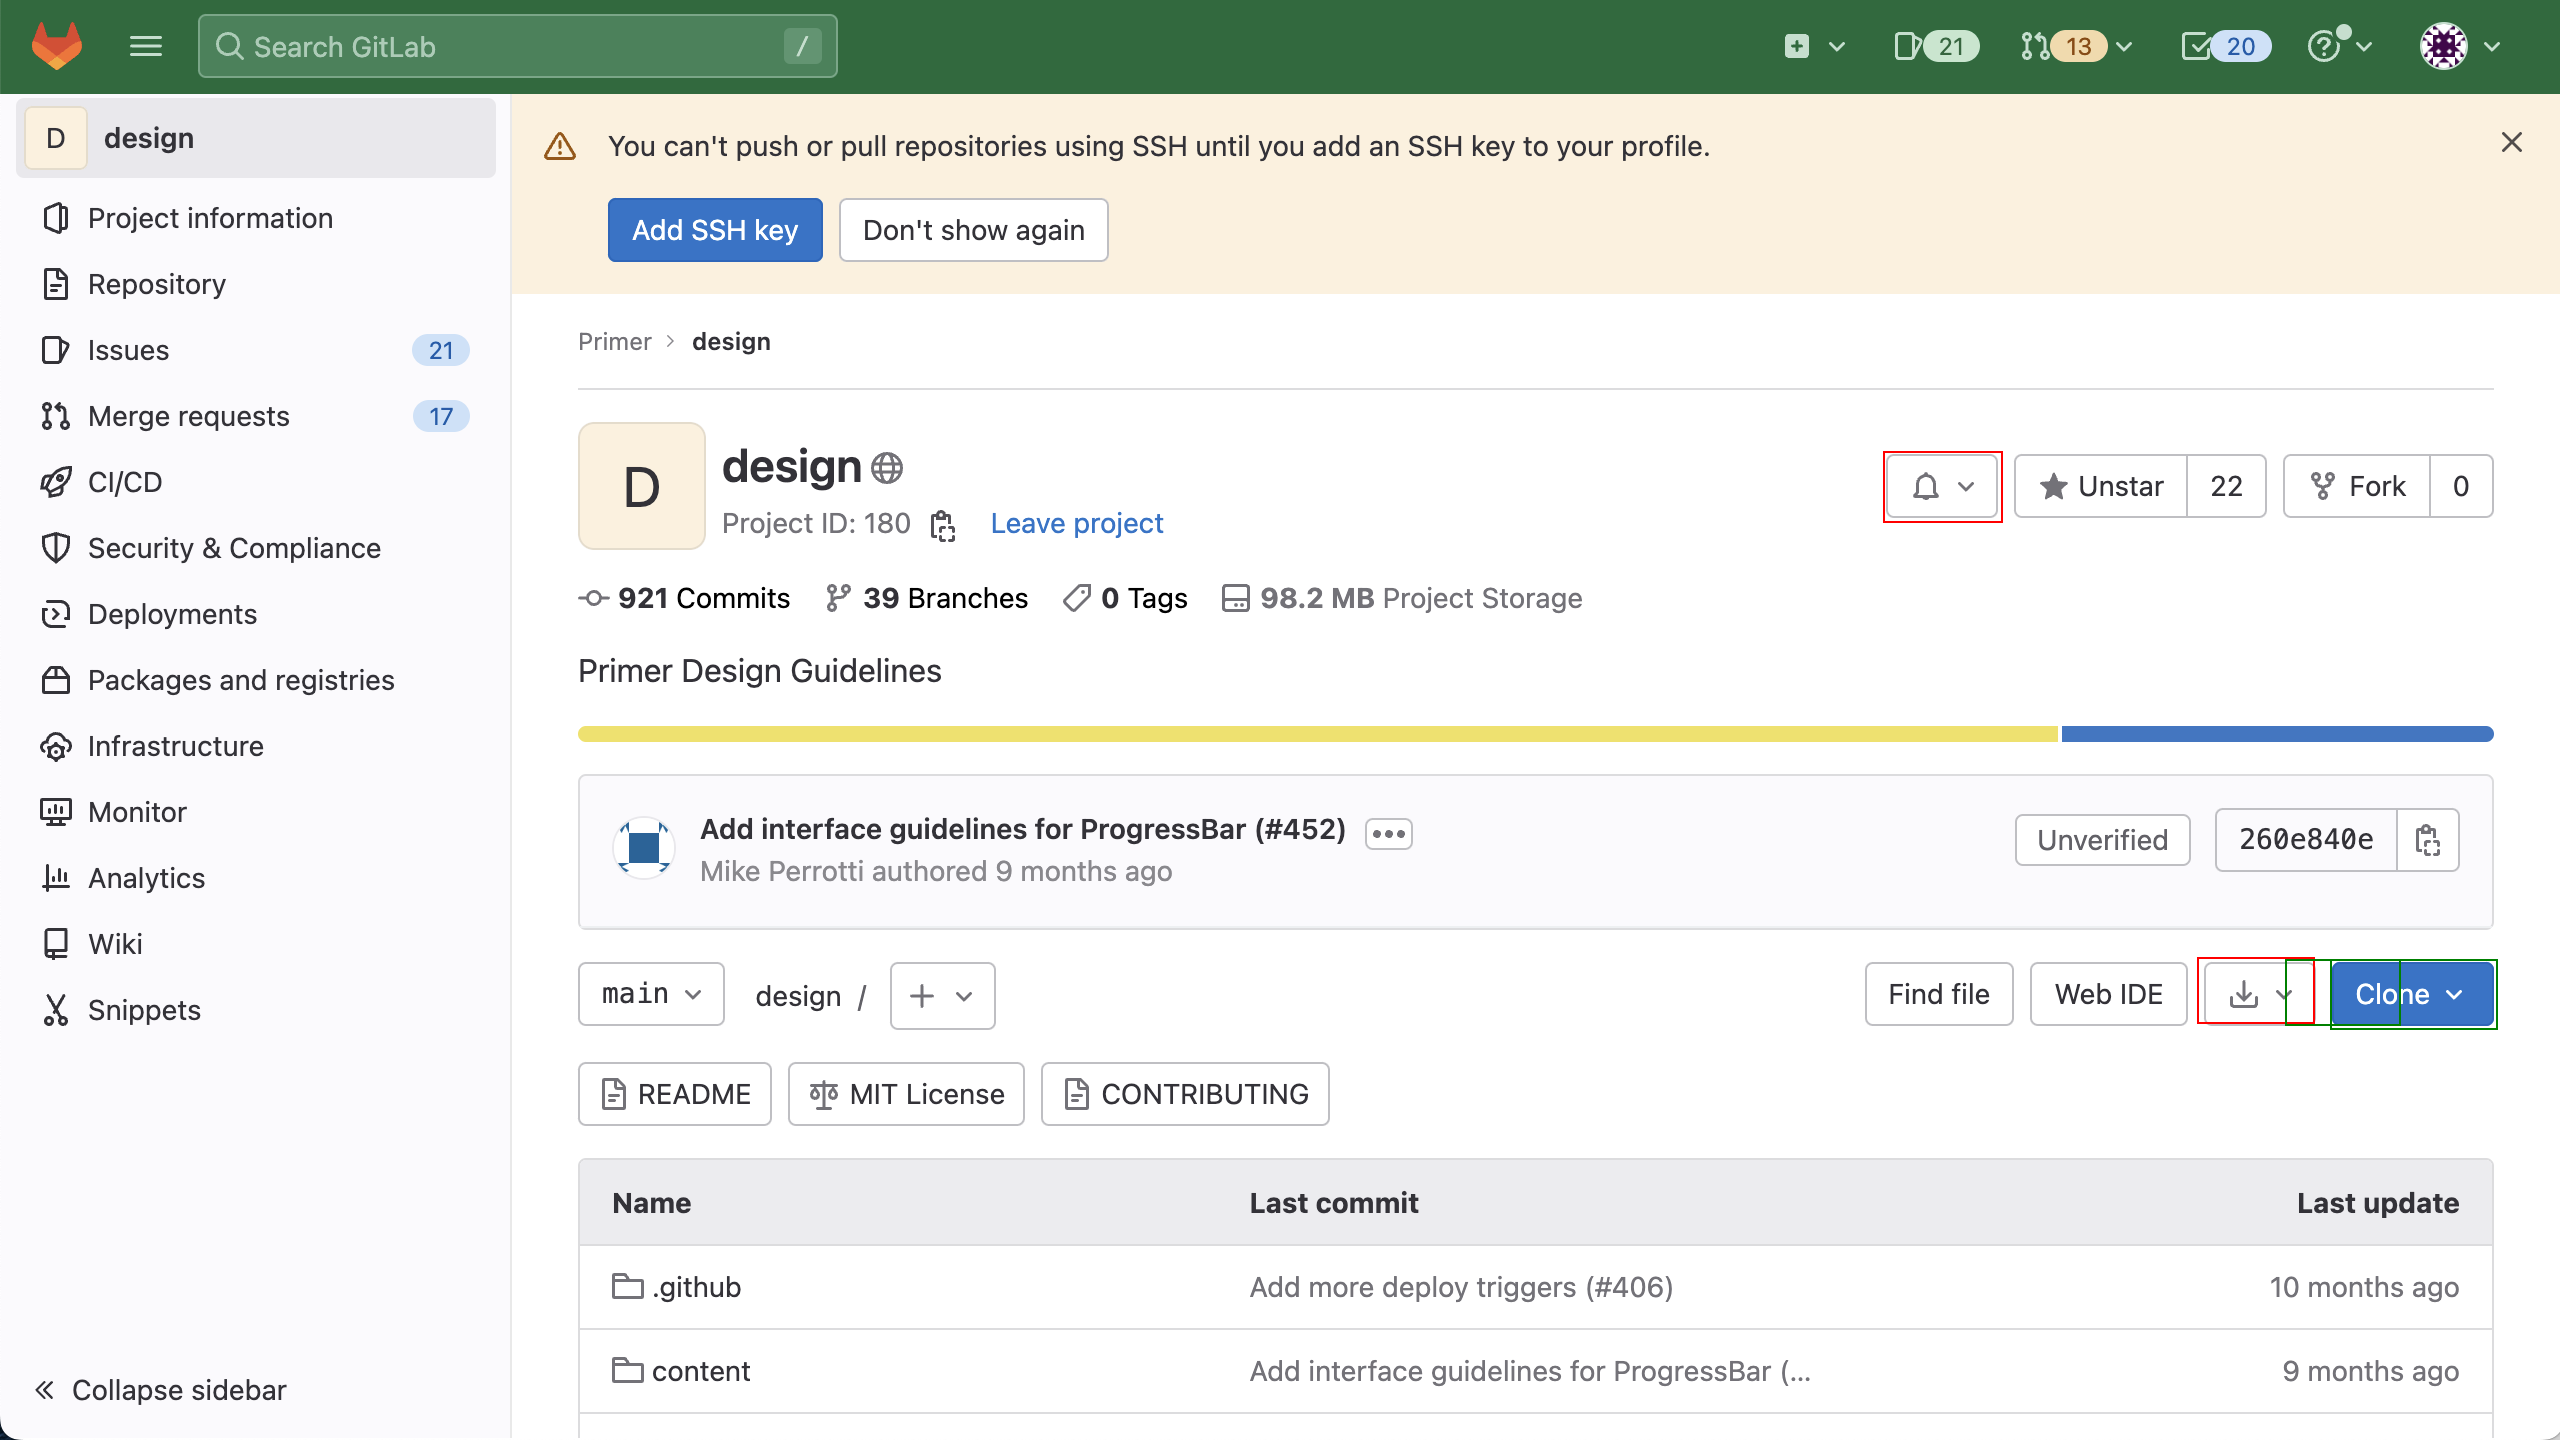 Search GitLab /
21
13
20
D design
Project information
Repository
Issues 21
Merge requests 17
CI/CD
Security & Compliance
Deployments
Packages and registries
Infrastructure
Monitor
Analytics
Wiki
Snippets
Collapse sidebar
You can't push or pull repositories using SSH until you add an SSH key to your profile.
Add SSH key Don't show again
Primer design
D
design
Project ID: 180 Leave project
Unstar 22 Fork 0
921 Commits 39 Branches 0 Tags 98.2 MB Project Storage
Primer Design Guidelines
Add interface guidelines for ProgressBar (#452)
Mike Perrotti authored 9 months ago
Unverified 260e840e
main design / Find file Web IDE Clone
README MIT License CONTRIBUTING
Name Last commit Last update
.github Add more deploy triggers (#406) 10 months ago
content Add interface guidelines for ProgressBar (... 9 months ago